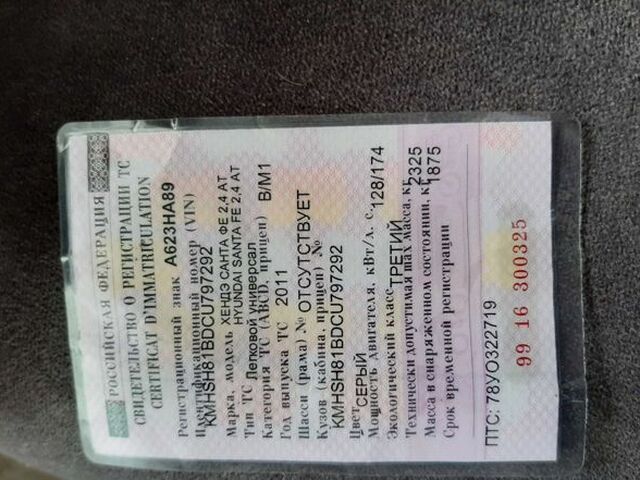 РОССИЙСКАЯ ФЕДЕРАЦИЯ
СВИДЕТЕЛЬСТВО О РЕГИСТРАЦИИ ТС
CERTIFICAT D'IMMATRICULATION
Регистрационный знак А623НА89
Идентификационный номер (VIN)
KMHSH81BDCU797292
Марка, модель ХЕНДЭ САНТА ФЕ 2,4 АТ
HYUNDAI SANTA FE 2,4 AT
Тип ТС Легковой универсал
Категория ТС (ABCD, прицеп) B/M1
Год выпуска ТС 2011
Шасси (рама) № ОТСУТСТВУЕТ
Кузов (кабина, прицеп) №
KMHSH81BDCU797292
Цвет СЕРЫЙ
Мощность двигателя, кВт/л. с. 128/174
Экологический класс ТРЕТИЙ
Технически допустимая max масса, кг 2325
Масса в снаряженном состоянии, кг 1875
Срок временной регистрации
ПТС: 78УО322719
99 16 300325